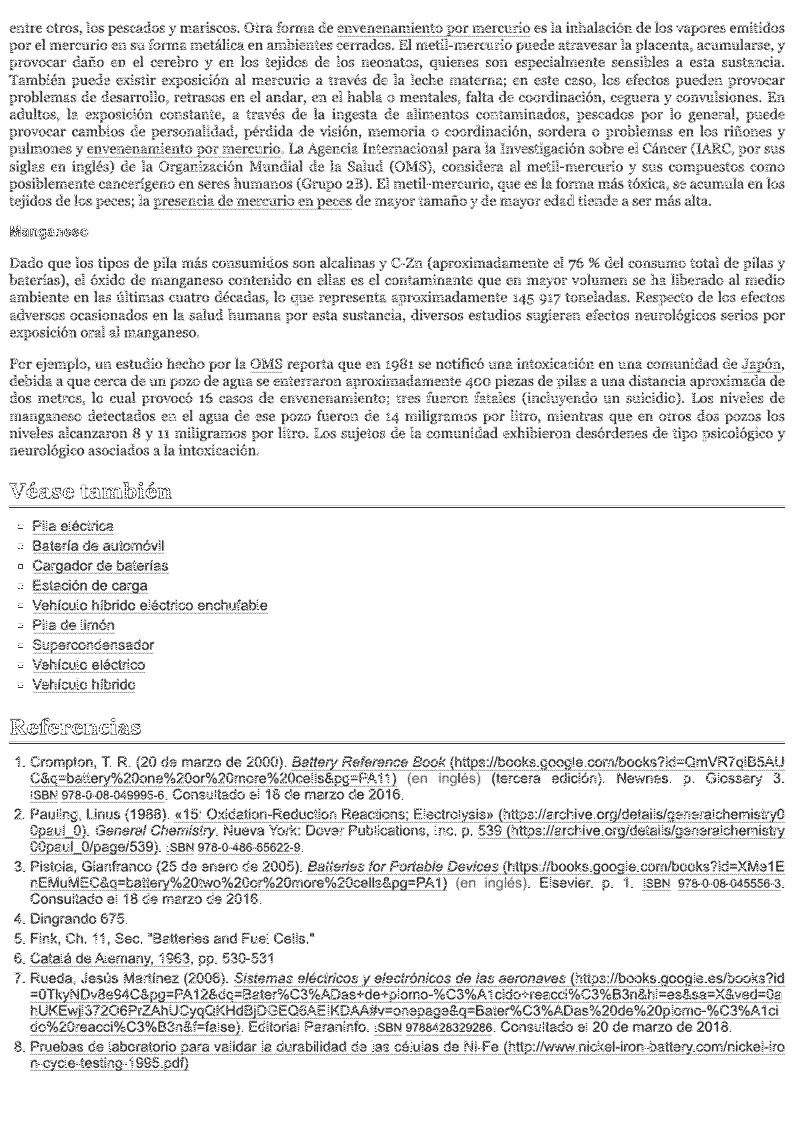 entre otros, los pescados y mariscos. Otra forma de envenenamiento por mercurio es la inhalación de los vapores emitidos
por el mercurio en su forma metálica en ambientes cerrados. El metil-mercurio puede atravesar la placenta, acumularse, y
provocar daño en el cerebro y en los tejidos de los neonatos, quienes son especialmente sensibles a esta sustancia.
También puede existir exposición al mercurio a través de la leche materna; en este caso, los efectos pueden provocar
problemas de desarrollo, retrasos en el andar, en el habla o mentales, falta de coordinación, ceguera y convulsiones. En
adultos, la exposición constante, a través de la ingesta de alimentos contaminados, pescados por lo general, puede
provocar cambios de personalidad, pérdida de visión, memoria o coordinación, sordera o problemas en los riñones y
pulmones y envenenamiento por mercurio. La Agencia Internacional para la Investigación sobre el Cáncer (IARC, por sus
siglas en inglés) de la Organización Mundial de la Salud (OMS), considera al metil-mercurio y sus compuestos como
posiblemente cancerígeno en seres humanos (Grupo 2B). El metil-mercurio, que es la forma más tóxica, se acumula en los
tejidos de los peces; la presencia de mercurio en peces de mayor tamaño y de mayor edad tiende a ser más alta.
Manganeso
Dado que los tipos de pila más consumidos son alcalinas y C-Zn (aproximadamente el 76 % del consumo total de pilas y
baterías), el óxido de manganeso contenido en ellas es el contaminante que en mayor volumen se ha liberado al medio
ambiente en las últimas cuatro décadas, lo que representa aproximadamente 145 917 toneladas. Respecto de los efectos
adversos ocasionados en la salud humana por esta sustancia, diversos estudios sugieren efectos neurológicos serios por
exposición oral al manganeso.
Por ejemplo, un estudio hecho por la OMS reporta que en 1981 se notificó una intoxicación en una comunidad de Japón,
debida a que cerca de un pozo de agua se enterraron aproximadamente 400 piezas de pilas a una distancia aproximada de
dos metros, lo cual provocó 16 casos de envenenamiento; tres fueron fatales (incluyendo un suicidio). Los niveles de
manganeso detectados en el agua de ese pozo fueron de 14 miligramos por litro, mientras que en otros dos pozos los
niveles alcanzaron 8 y 11 miligramos por litro. Los sujetos de la comunidad exhibieron desórdenes de tipo psicológico y
neurológico asociados a la intoxicación.
Véase también
Pila eléctrica
Batería de automóvil
Cargador de baterías
Estación de carga
Vehículo híbrido eléctrico enchufable
Pila de limón
Supercondensador
Vehículo eléctrico
Vehículo híbrido
Referencias
1. Crompton, T. R. (20 de marzo de 2000). Battery Reference Book (https://books.google.com/books?id=QmVR7qiB5AU
C&q=battery%20one%20or%20more%20cells&pg=PA11) (en inglés) (tercera edición). Newnes. p. Glossary 3.
ISBN 978-0-08-049995-6. Consultado el 18 de marzo de 2016.
2. Pauling, Linus (1988). «15: Oxidation-Reduction Reactions; Electrolysis» (https://archive.org/details/generalchemistry0
0paul_0). General Chemistry. Nueva York: Dover Publications, Inc. p. 539 (https://archive.org/details/generalchemistry
00paul_0/page/539). ISBN 978-0-486-65622-9.
3. Pistoia, Gianfranco (25 de enero de 2005). Batteries for Portable Devices (https://books.google.com/books?id=XMa1E
nEMuMEC&q=battery%20two%20or%20more%20cells&pg=PA1) (en inglés). Elsevier. p. 1. ISBN 978-0-08-045556-3.
Consultado el 18 de marzo de 2016.
4. Dingrando 675.
5. Fink, Ch. 11, Sec. "Batteries and Fuel Cells."
6. Catalá de Alemany, 1963, pp. 530-531
7. Rueda, Jesús Martínez (2006). Sistemas eléctricos y electrónicos de las aeronaves (https://books.google.es/books?id
=0TkyNDv8e94C&pg=PA12&dq=Bater%C3%ADas+de+plomo-%C3%A1cido+reacci%C3%B3n&hl=es&sa=X&ved=0a
hUKEwji372O6PrZAhUCyqQKHdBjDGEQ6AEIKDAA#v=onepage&q=Bater%C3%ADas%20de%20plomo-%C3%A1ci
do%20reacci%C3%B3n&f=false). Editorial Paraninfo. ISBN 9788428329286. Consultado el 20 de marzo de 2018.
8. Pruebas de laboratorio para validar la durabilidad de las células de Ni-Fe (http://www.nickel-iron-battery.com/nickel-iro
n-cycle-testing-1995.pdf)